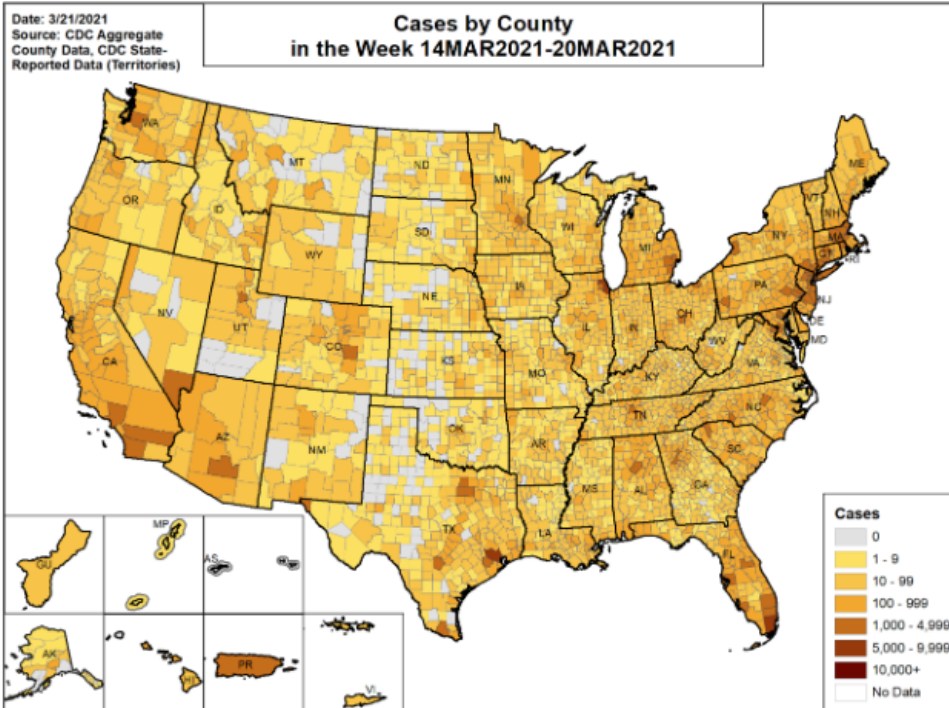 Date: 3/21/2021
Source: CDC Aggregate
County Data, CDC State-
Reported Data (Territories)
Cases by County
in the Week 14MAR2021-20MAR2021
WA
MT
ND
MN
ME
OR
ID
WY
SD
WI
MI
VT
NH
NY
MA
CT
RI
NV
UT
CO
NE
IA
IL
IN
OH
PA
NJ
DE
MD
WV
VA
CA
KS
MO
KY
AZ
NM
OK
AR
TN
NC
SC
TX
LA
MS
AL
GA
FL
GU
MP
AS
AK
HI
PR
VI
Cases
0
1 - 9
10 - 99
100 - 999
1,000 - 4,999
5,000 - 9,999
10,000+
No Data